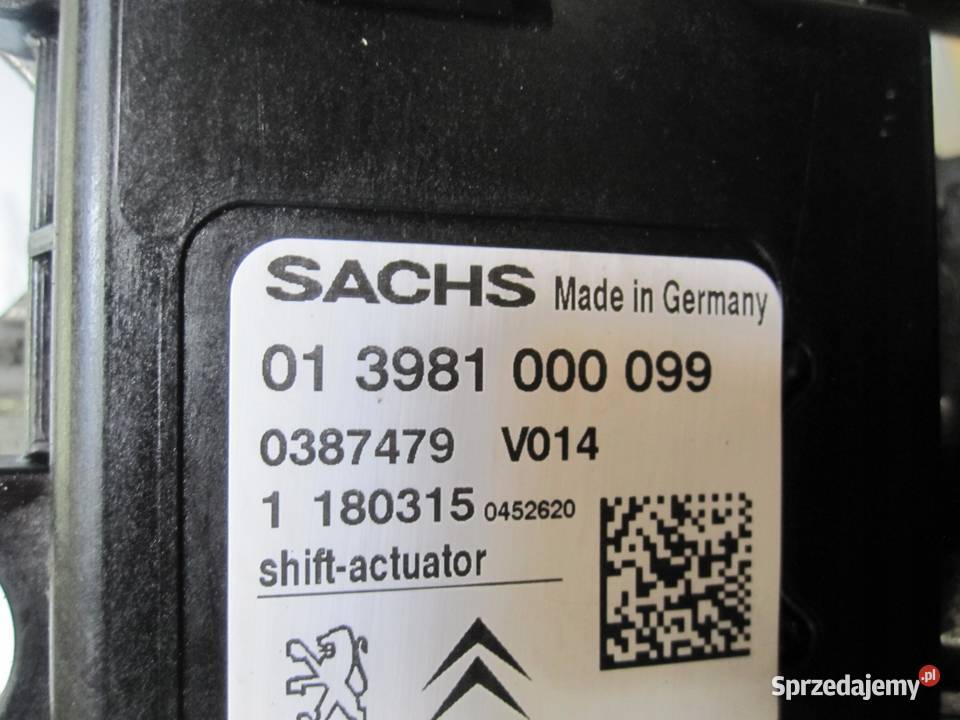 SACHS Made in Germany
01 3981 000 099
0387479 V014
1 180315 0452620
shift-actuator
Sprzedajemy.pl